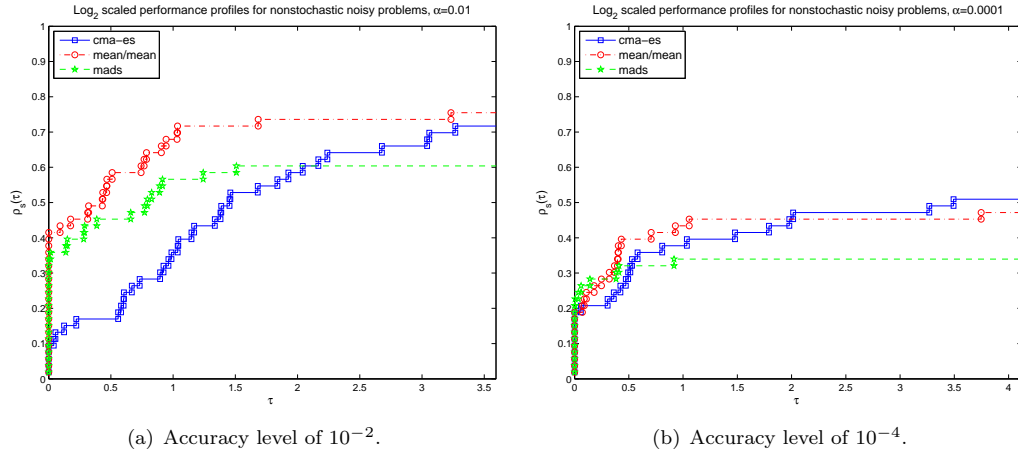 Log2 scaled performance profiles for nonstochastic noisy problems, α=0.01
1
0.9
0.8
0.7
0.6
0.5
0.4
0.3
0.2
0.1
0
ρs(τ)
cma-es
mean/mean
mads
0 0.5 1 1.5 2 2.5 3 3.5
τ
(a) Accuracy level of 10−2.
Log2 scaled performance profiles for nonstochastic noisy problems, α=0.0001
1
0.9
0.8
0.7
0.6
0.5
0.4
0.3
0.2
0.1
0
ρs(τ)
cma-es
mean/mean
mads
0 0.5 1 1.5 2 2.5 3 3.5 4
τ
(b) Accuracy level of 10−4.